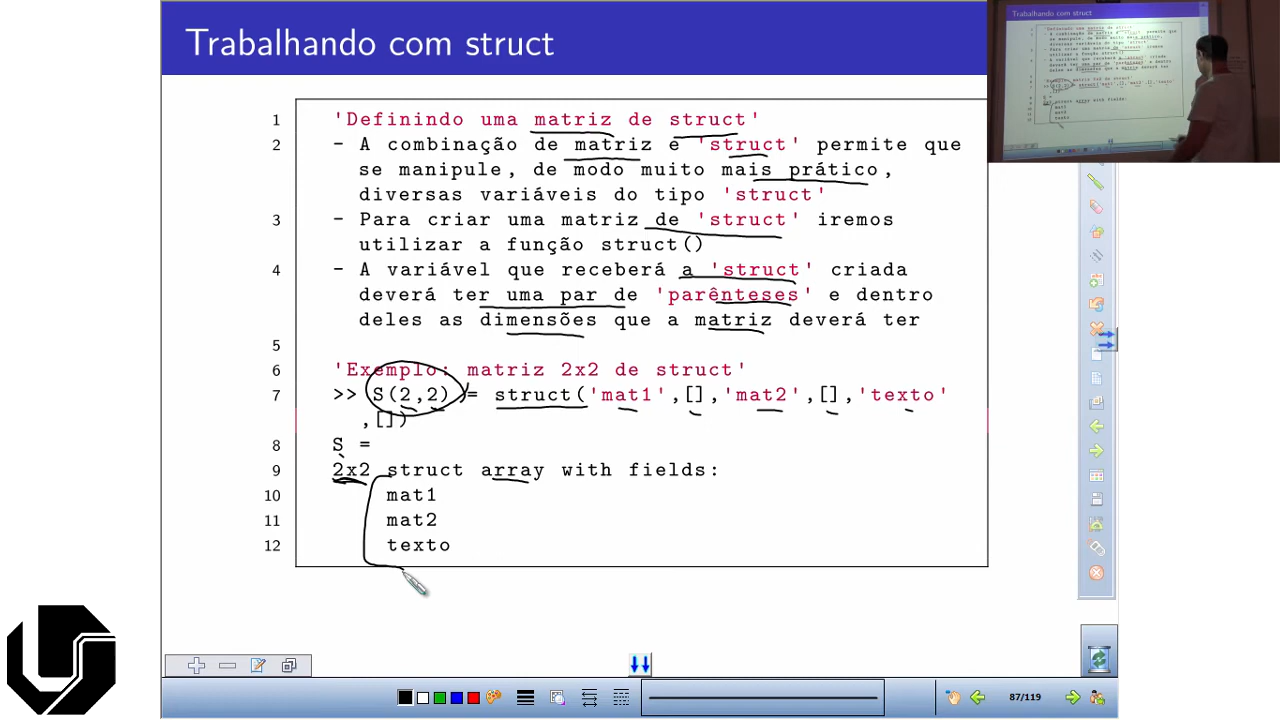 Trabalhando com struct
Trabalhando com struct
1 'Definindo uma matriz de struct'
2 - A combinação de matriz e 'struct' permite que
se manipule, de modo muito mais prático,
diversas variáveis do tipo 'struct'
3 - Para criar uma matriz de 'struct' iremos
utilizar a função struct()
4 - A variável que receberá a 'struct' criada
deverá ter uma par de 'parênteses' e dentro
deles as dimensões que a matriz deverá ter
5
6 'Exemplo: matriz 2x2 de struct'
7 >> S(2,2) = struct('mat1',[],'mat2',[],'texto'
,[])
8 S =
9 2x2 struct array with fields:
10 mat1
11 mat2
12 texto
87/119